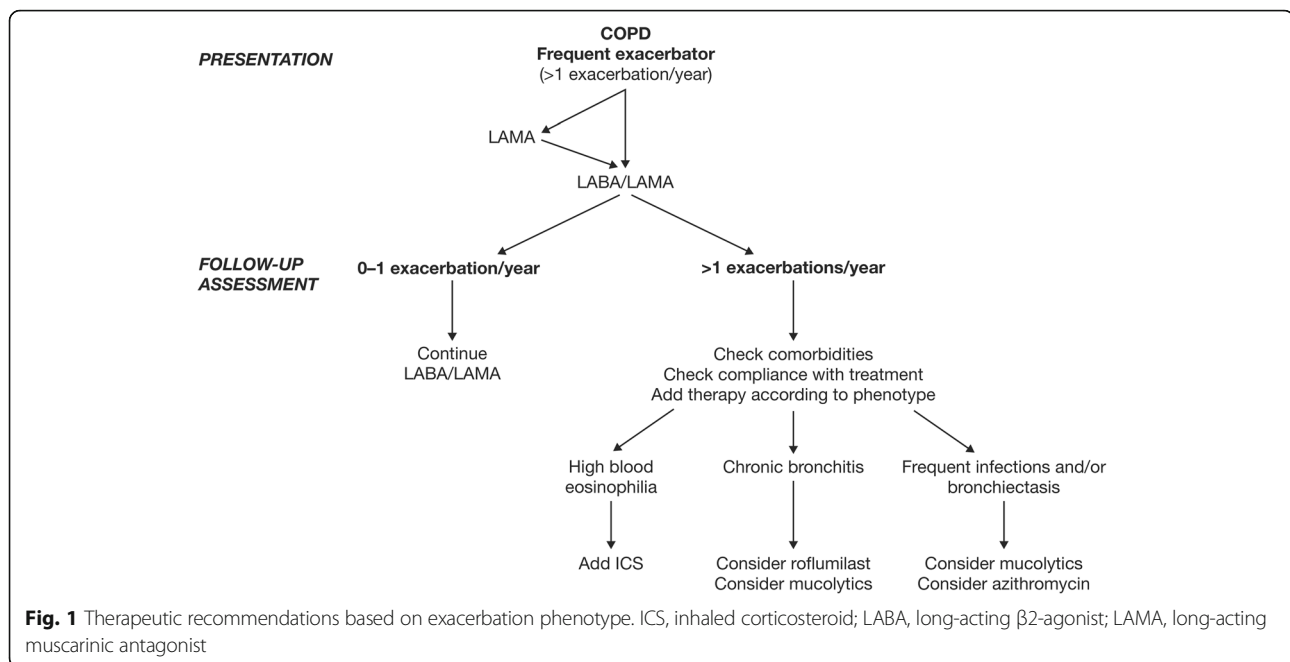 PRESENTATION
COPD
Frequent exacerbator
(>1 exacerbation/year)
LAMA
LABA/LAMA
FOLLOW-UP
ASSESSMENT
0–1 exacerbation/year
>1 exacerbations/year
Continue
LABA/LAMA
Check comorbidities
Check compliance with treatment
Add therapy according to phenotype
High blood
eosinophilia
Chronic bronchitis
Frequent infections and/or
bronchiectasis
Add ICS
Consider roflumilast
Consider mucolytics
Consider mucolytics
Consider azithromycin
Fig. 1 Therapeutic recommendations based on exacerbation phenotype. ICS, inhaled corticosteroid; LABA, long-acting β2-agonist; LAMA, long-acting
muscarinic antagonist